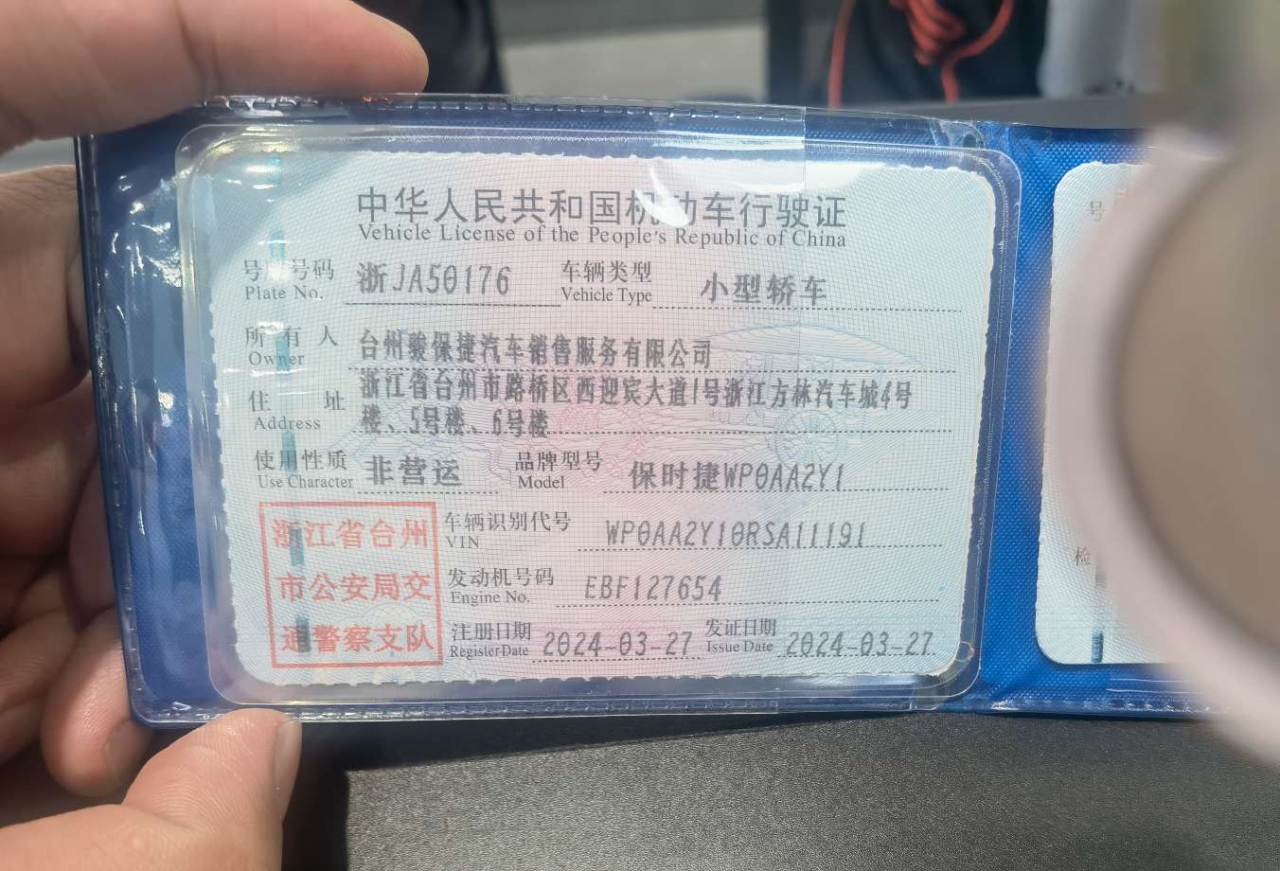 中华人民共和国机动车行驶证
Vehicle License of the People's Republic of China
号牌号码 浙JA50176 车辆类型 小型轿车
Plate No. Vehicle Type
所有人 台州骏保捷汽车销售服务有限公司
Owner
住址 浙江省台州市路桥区西迎宾大道1号浙江方林汽车城4号
Address 楼、5号楼、6号楼
使用性质 非营运 品牌型号 保时捷WP0AA2Y1
Use Character Model
浙江省台州
市公安局交
通警察支队
车辆识别代号 WP0AA2Y10RSA11191
VIN
发动机号码 EBF127654
Engine No.
注册日期 2024-03-27 发证日期 2024-03-27
Register Date Issue Date
号
检